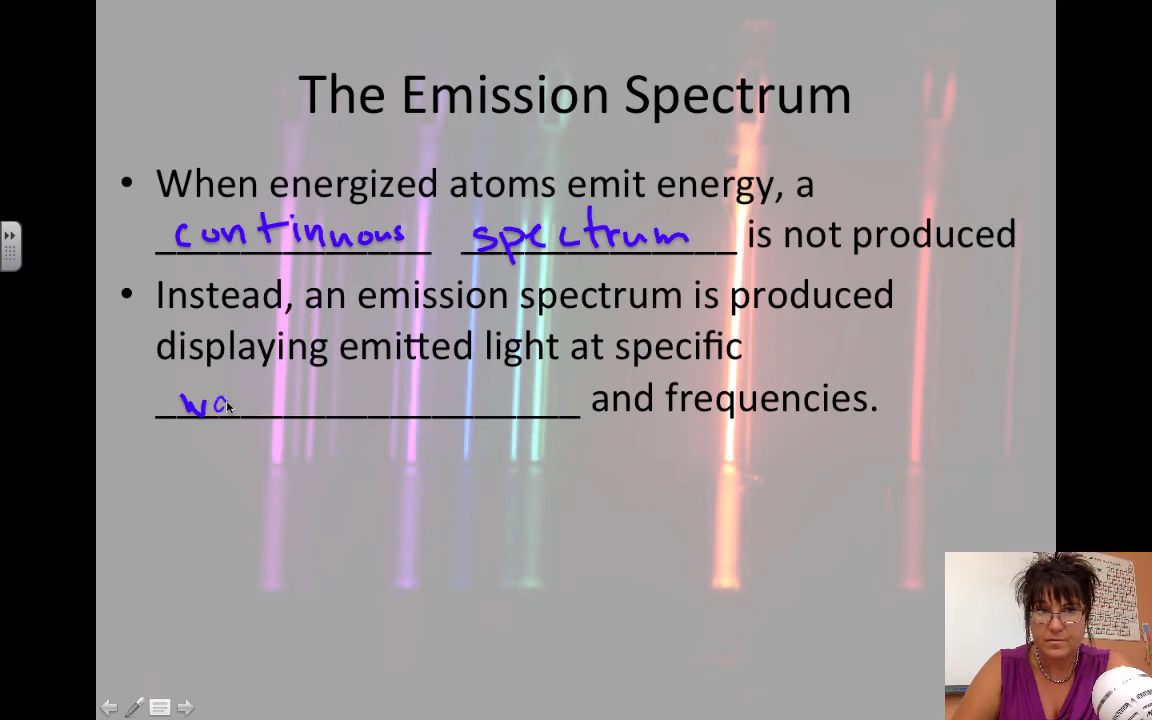 The Emission Spectrum
• When energized atoms emit energy, a
continuous spectrum is not produced
• Instead, an emission spectrum is produced
displaying emitted light at specific
wa____________________ and frequencies.